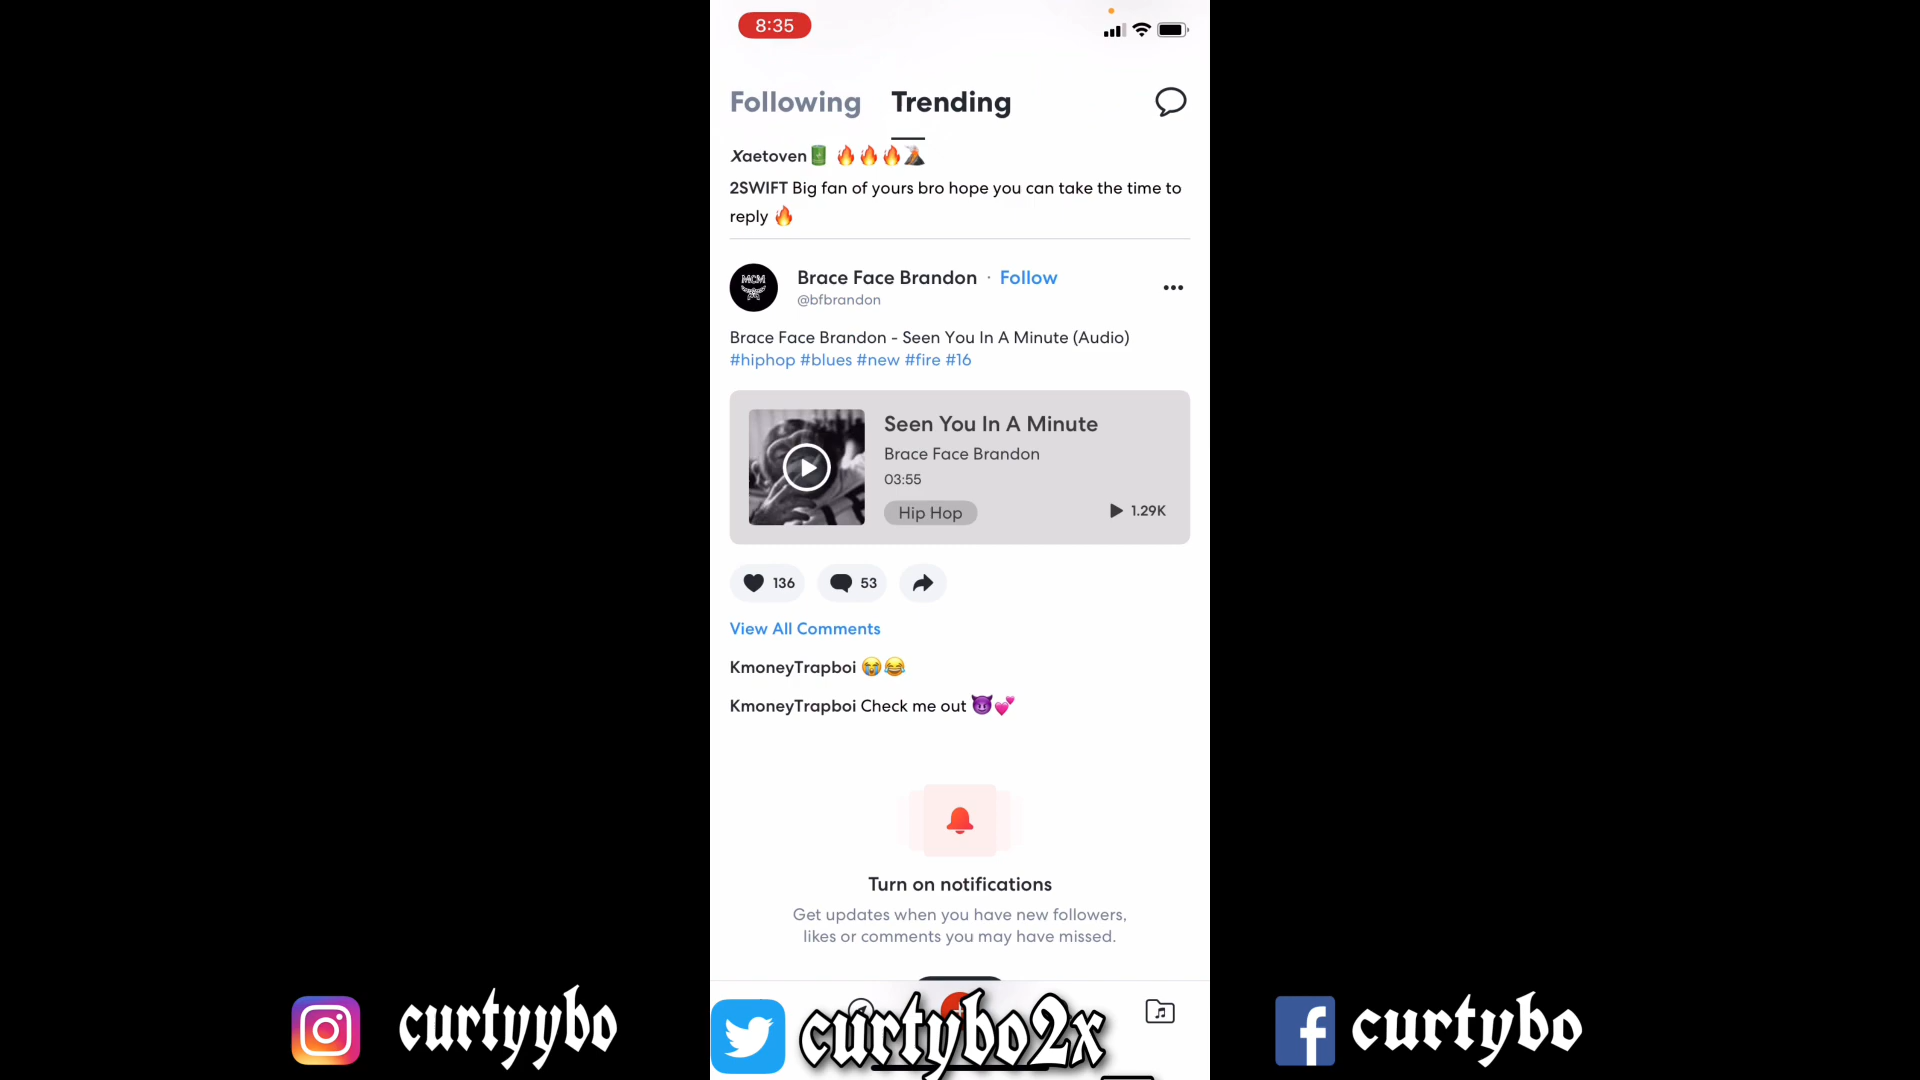 8:35
Following Trending
Xaetoven🔋 🔥🔥🔥🌋
2SWIFT Big fan of yours bro hope you can take the time to
reply 🔥
MCM
Brace Face Brandon · Follow
@bfbrandon
Brace Face Brandon - Seen You In A Minute (Audio)
#hiphop #blues #new #fire #16
Seen You In A Minute
Brace Face Brandon
03:55
Hip Hop
1.29K
136
53
View All Comments
KmoneyTrapboi 😭😂
KmoneyTrapboi Check me out 😈💕
Turn on notifications
Get updates when you have new followers,
likes or comments you may have missed.
curtyybo
curtybo2x
curtybo